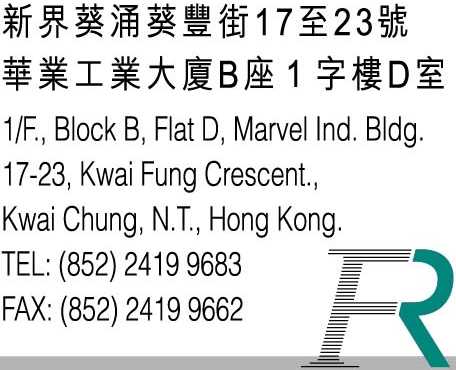 新界葵涌葵豐街17至23號
華業工業大廈B座1字樓D室
1/F., Block B, Flat D, Marvel Ind. Bldg.
17-23, Kwai Fung Crescent.,
Kwai Chung, N.T., Hong Kong.
TEL: (852) 2419 9683
FAX: (852) 2419 9662
FR